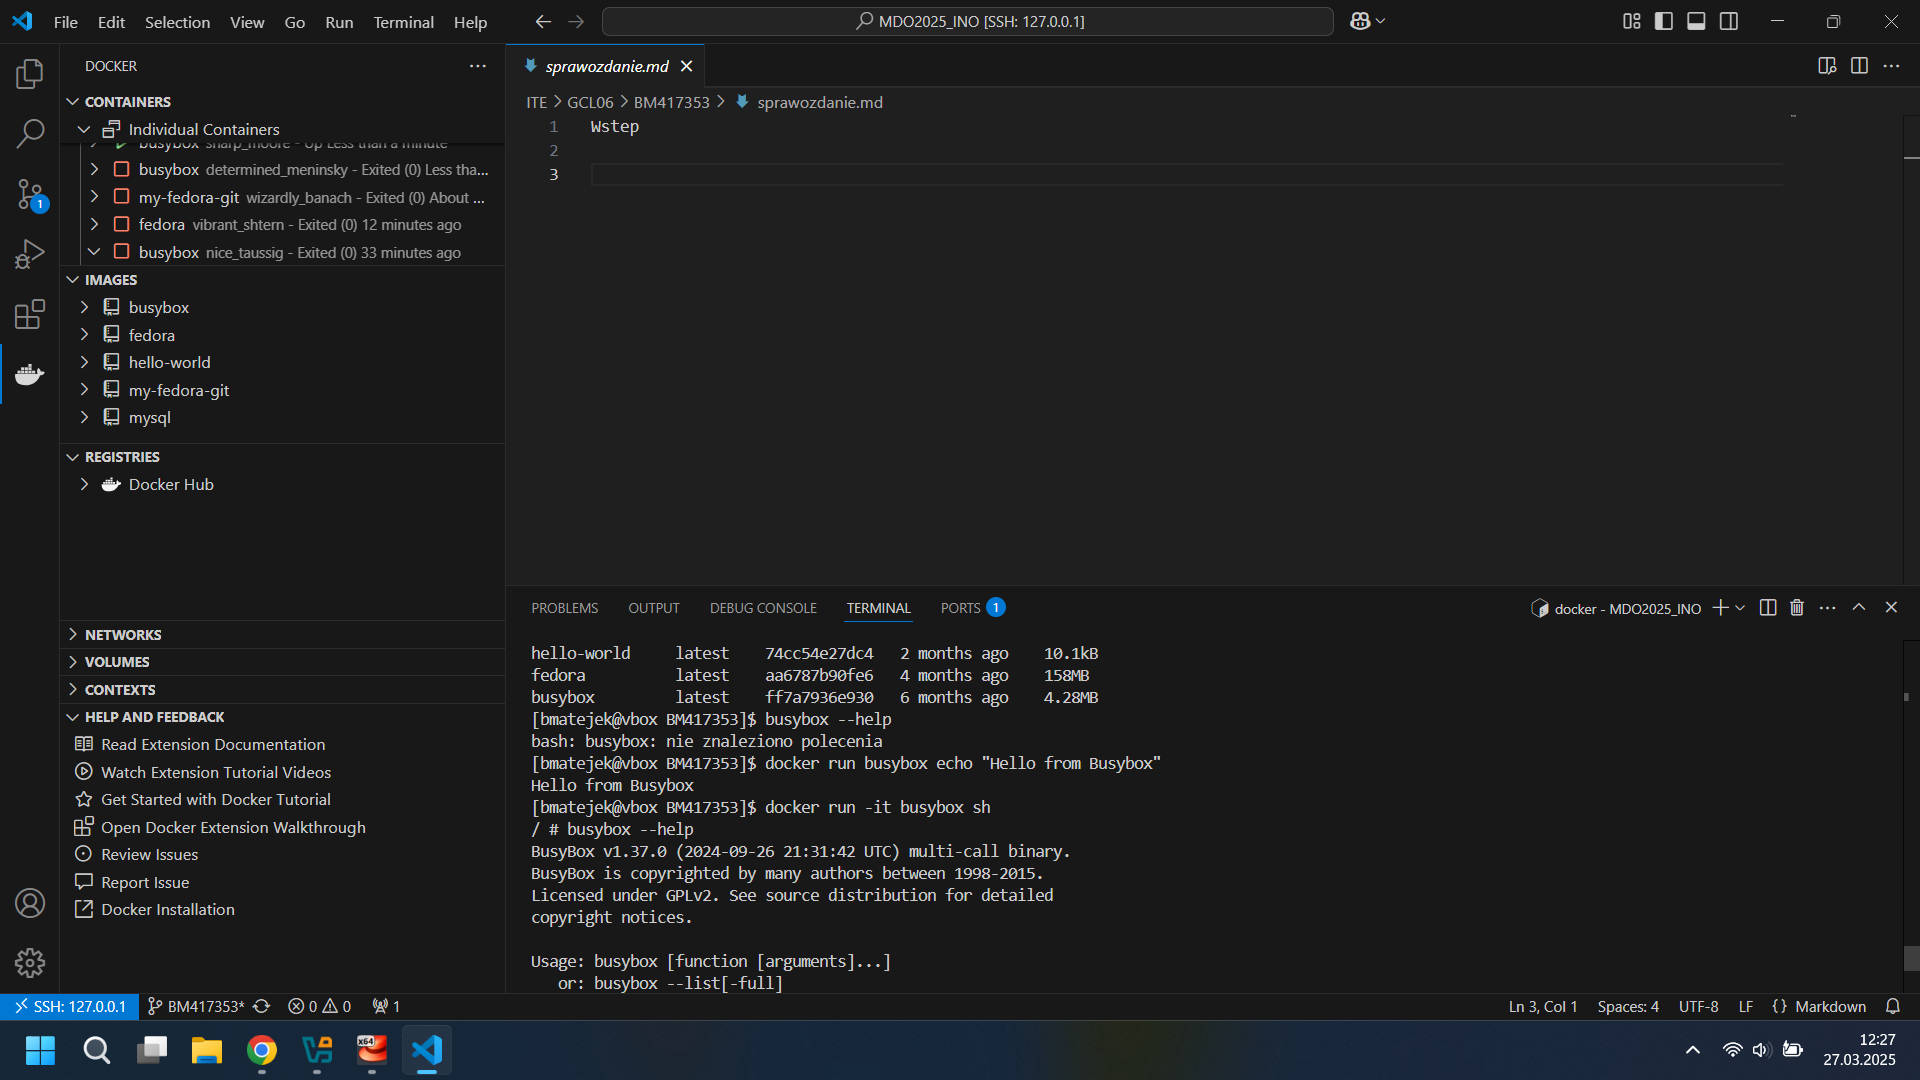 File Edit Selection View Go Run Terminal Help
MDO2025_INO [SSH: 127.0.0.1]
DOCKER
CONTAINERS
Individual Containers
busybox sharp_moore - Up Less than a minute
busybox determined_meninsky - Exited (0) Less tha...
my-fedora-git wizardly_banach - Exited (0) About ...
fedora vibrant_shtern - Exited (0) 12 minutes ago
busybox nice_taussig - Exited (0) 33 minutes ago
IMAGES
busybox
fedora
hello-world
my-fedora-git
mysql
REGISTRIES
Docker Hub
NETWORKS
VOLUMES
CONTEXTS
HELP AND FEEDBACK
Read Extension Documentation
Watch Extension Tutorial Videos
Get Started with Docker Tutorial
Open Docker Extension Walkthrough
Review Issues
Report Issue
Docker Installation
1
sprawozdanie.md
ITE > GCL06 > BM417353 > sprawozdanie.md
1 Wstep
2
3
PROBLEMS OUTPUT DEBUG CONSOLE TERMINAL PORTS 1
docker - MDO2025_INO
hello-world latest 74cc54e27dc4 2 months ago 10.1kB
fedora latest aa6787b90fe6 4 months ago 158MB
busybox latest ff7a7936e930 6 months ago 4.28MB
[bmatejek@vbox BM417353]$ busybox --help
bash: busybox: nie znaleziono polecenia
[bmatejek@vbox BM417353]$ docker run busybox echo "Hello from Busybox"
Hello from Busybox
[bmatejek@vbox BM417353]$ docker run -it busybox sh
/ # busybox --help
BusyBox v1.37.0 (2024-09-26 21:31:42 UTC) multi-call binary.
BusyBox is copyrighted by many authors between 1998-2015.
Licensed under GPLv2. See source distribution for detailed
copyright notices.
Usage: busybox [function [arguments]...]
or: busybox --list[-full]
SSH: 127.0.0.1 BM417353* 0 0 1
Ln 3, Col 1 Spaces: 4 UTF-8 LF {} Markdown
x64
12:27
27.03.2025